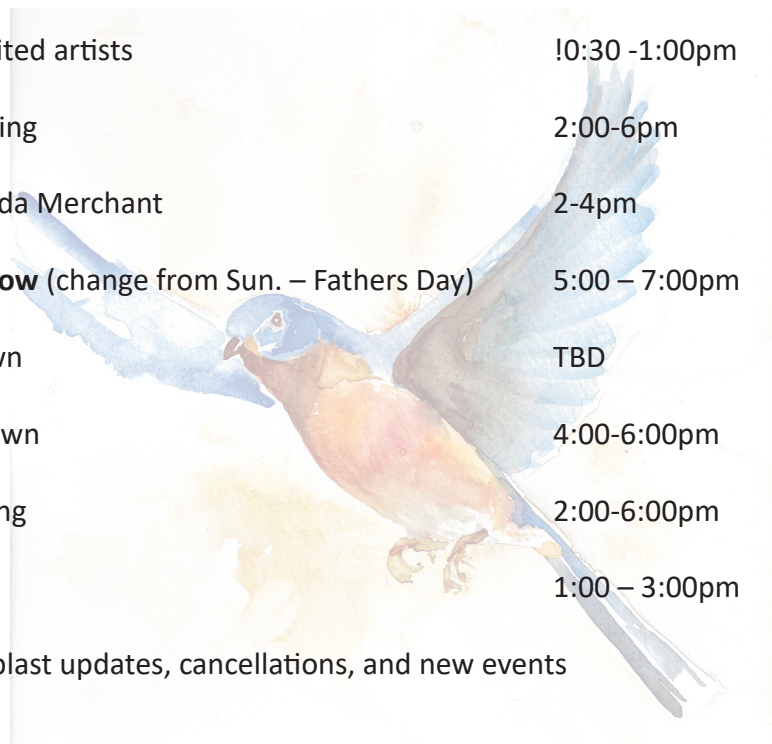 ited artists !0:30 -1:00pm
ing 2:00-6pm
da Merchant 2-4pm
ow (change from Sun. – Fathers Day) 5:00 – 7:00pm
vn TBD
wn 4:00-6:00pm
ng 2:00-6:00pm
1:00 – 3:00pm
blast updates, cancellations, and new events